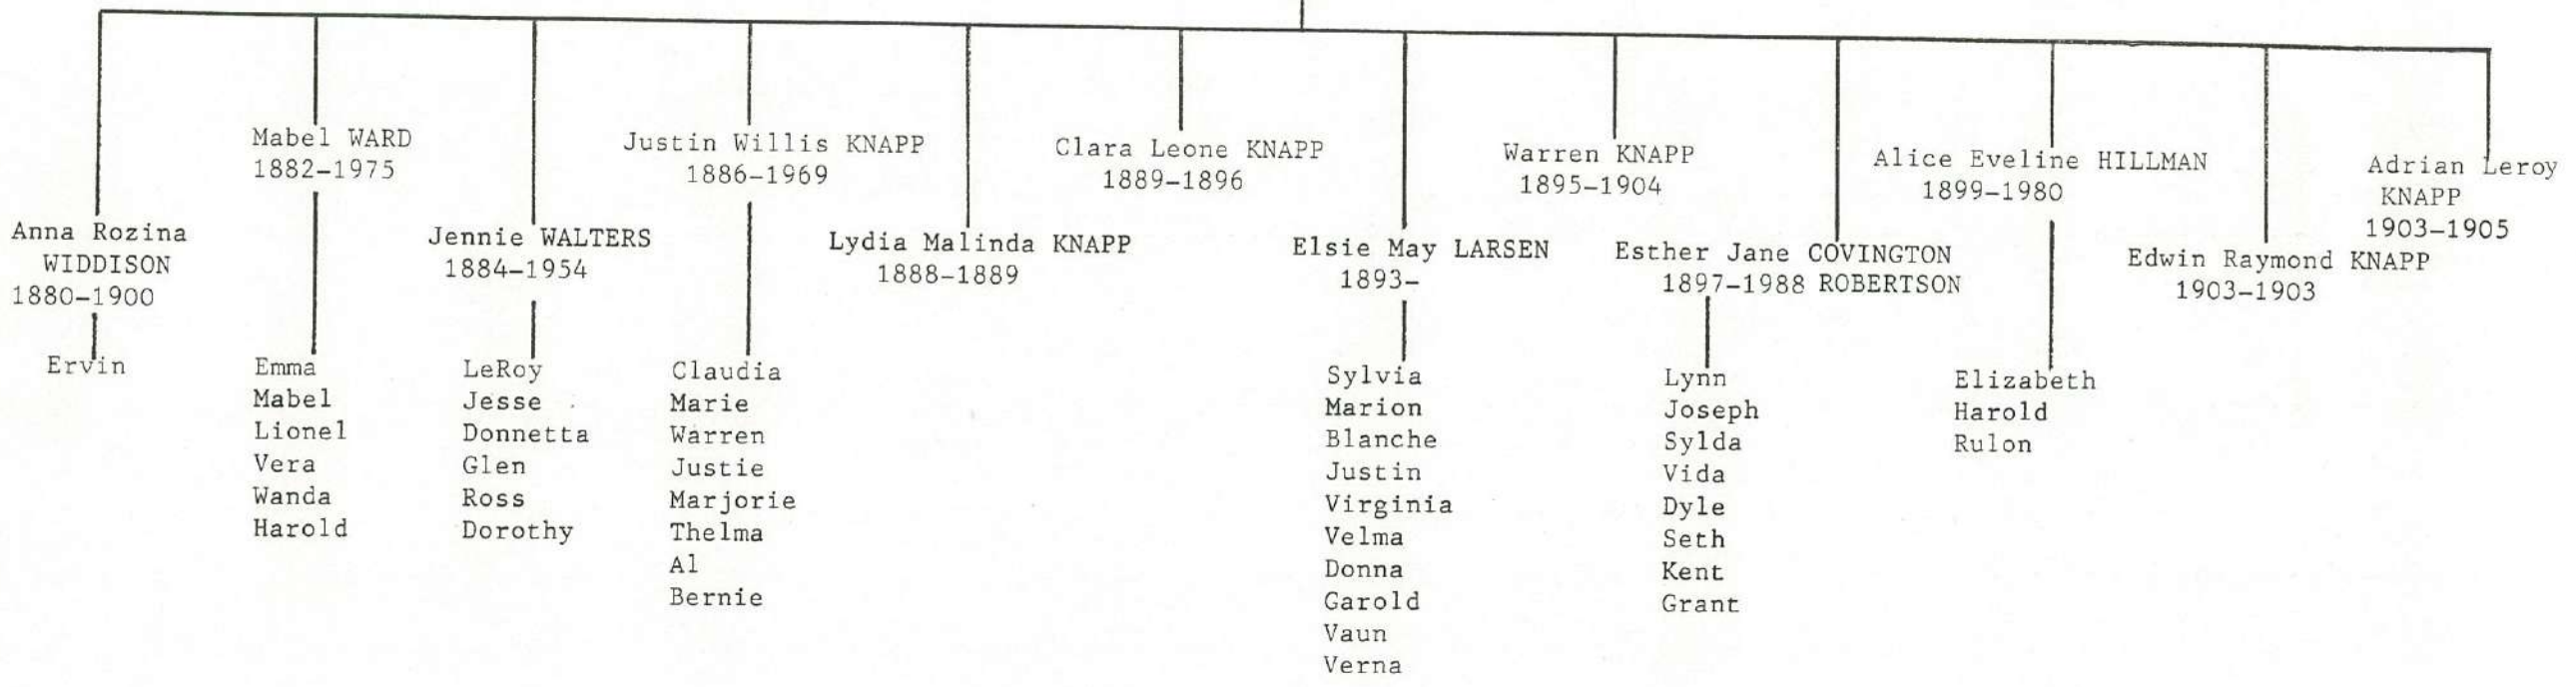 Anna Rozina
WIDDISON
1880-1900
Ervin
Mabel WARD
1882-1975
Emma
Mabel
Lionel
Vera
Wanda
Harold
Jennie WALTERS
1884-1954
LeRoy
Jesse
Donnetta
Glen
Ross
Dorothy
Justin Willis KNAPP
1886-1969
Claudia
Marie
Warren
Justie
Marjorie
Thelma
Al
Bernie
Lydia Malinda KNAPP
1888-1889
Clara Leone KNAPP
1889-1896
Elsie May LARSEN
1893-
Sylvia
Marion
Blanche
Justin
Virginia
Velma
Donna
Garold
Vaun
Verna
Warren KNAPP
1895-1904
Esther Jane COVINGTON
1897-1988 ROBERTSON
Lynn
Joseph
Sylda
Vida
Dyle
Seth
Kent
Grant
Alice Eveline HILLMAN
1899-1980
Elizabeth
Harold
Rulon
Edwin Raymond KNAPP
1903-1903
Adrian Leroy
KNAPP
1903-1905